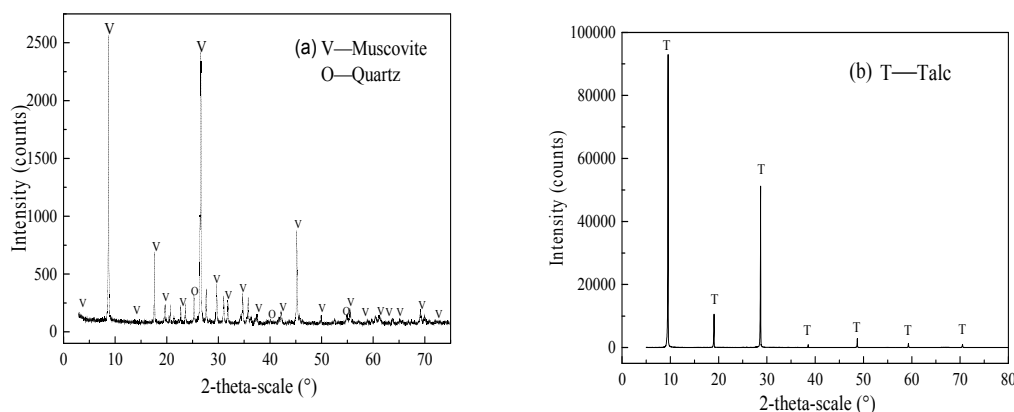 (a) V—Muscovite
O—Quartz
Intensity (counts)
2500
2000
1500
1000
500
0
V
V
V
V
V
V
V
V
V
V
O
V
V
V
V
O
V
V
O
V
V
V
V
V
V
V
0 10 20 30 40 50 60 70
2-theta-scale (°)
(b) T—Talc
Intensity (counts)
100000
80000
60000
40000
20000
0
T
T
T
T
T
T
T
0 10 20 30 40 50 60 70 80
2-theta-scale (°)